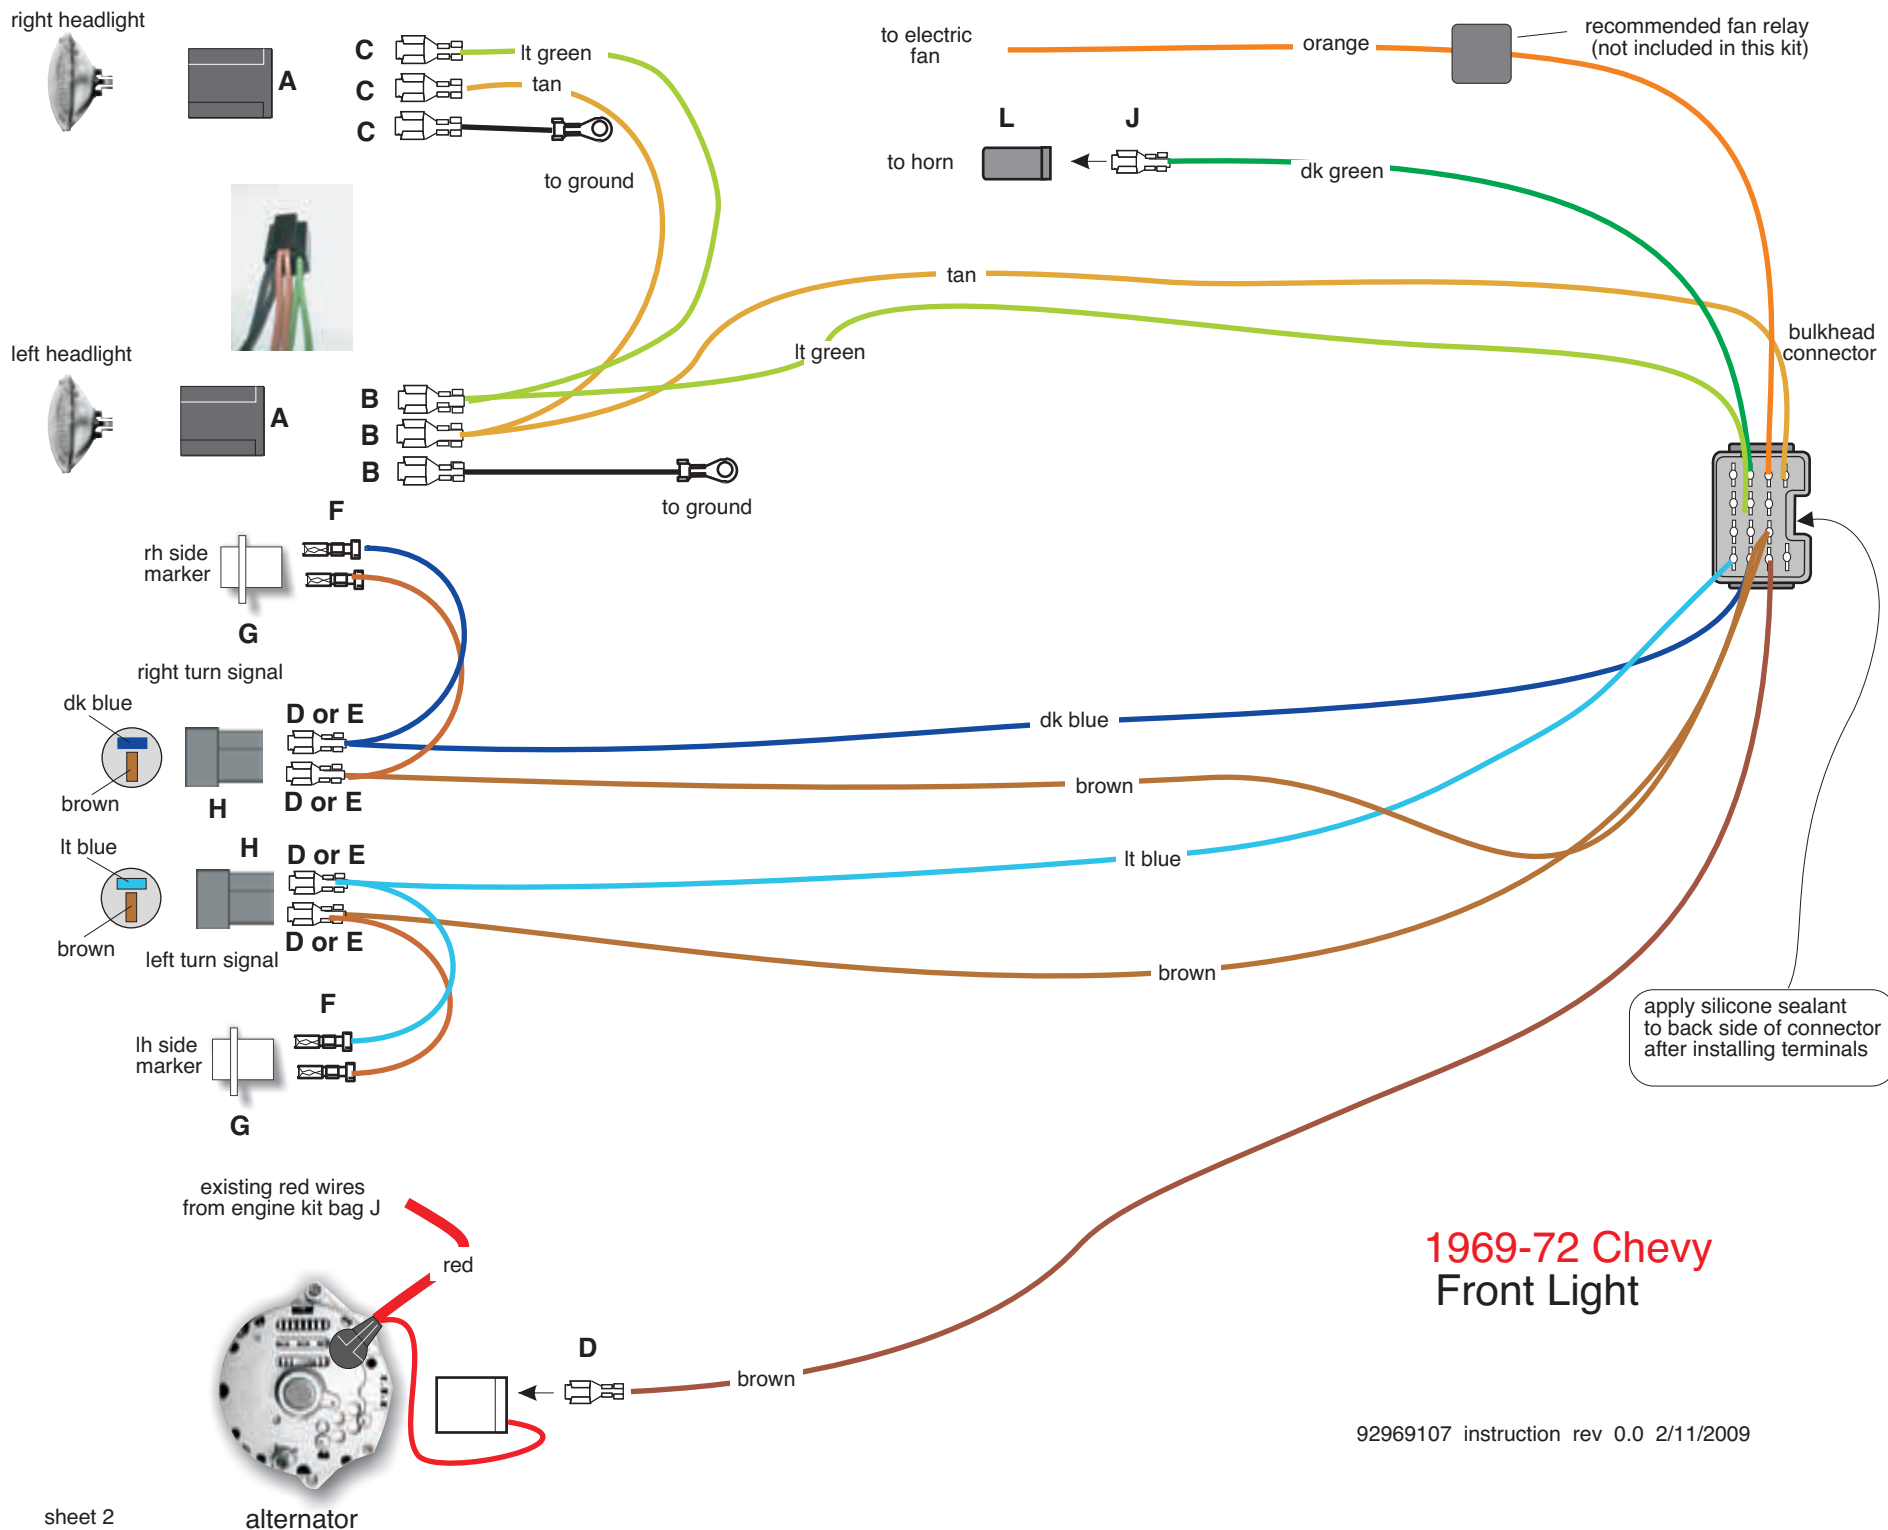 right headlight
A
C
lt green
C
tan
C
to ground
to electric
fan
orange
recommended fan relay
(not included in this kit)
L
J
to horn
dk green
tan
lt green
bulkhead
connector
left headlight
A
B
B
B
to ground
F
rh side
marker
G
right turn signal
dk blue
brown
H
D or E
D or E
dk blue
brown
lt blue
brown
H
D or E
D or E
left turn signal
lt blue
brown
F
lh side
marker
G
apply silicone sealant
to back side of connector
after installing terminals
existing red wires
from engine kit bag J
red
D
brown
alternator
1969-72 Chevy
Front Light
92969107 instruction rev 0.0 2/11/2009
sheet 2